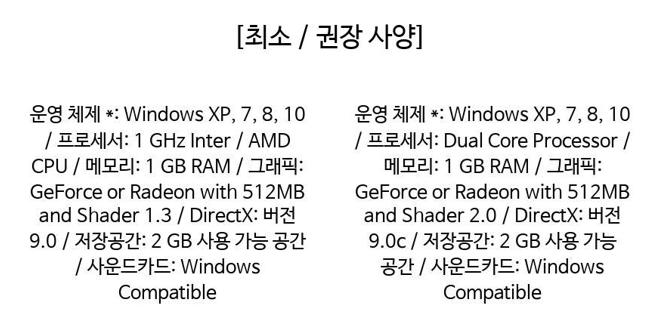 [최소 / 권장 사양]
운영 체제 *: Windows XP, 7, 8, 10
/ 프로세서: 1 GHz Inter / AMD
CPU / 메모리: 1 GB RAM / 그래픽:
GeForce or Radeon with 512MB
and Shader 1.3 / DirectX: 버전
9.0 / 저장공간: 2 GB 사용 가능 공간
/ 사운드카드: Windows
Compatible
운영 체제 *: Windows XP, 7, 8, 10
/ 프로세서: Dual Core Processor /
메모리: 1 GB RAM / 그래픽:
GeForce or Radeon with 512MB
and Shader 2.0 / DirectX: 버전
9.0c / 저장공간: 2 GB 사용 가능
공간 / 사운드카드: Windows
Compatible